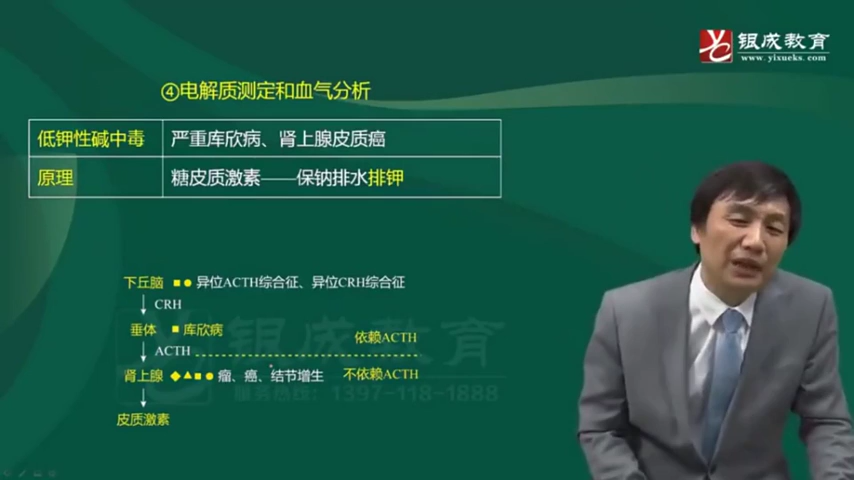 银成教育
www.yixueks.com
④电解质测定和血气分析
低钾性碱中毒 严重库欣病、肾上腺皮质癌
原理 糖皮质激素——保钠排水排钾
下丘脑 ■● 异位ACTH综合征、异位CRH综合征
CRH
垂体 ■ 库欣病
依赖ACTH
ACTH
肾上腺 ◆▲■● 瘤、癌、结节增生 不依赖ACTH
皮质激素
银成教育
服务热线：1397-118-1888